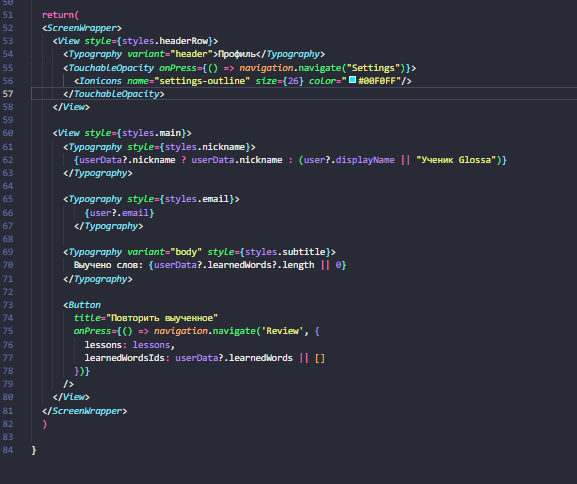 50
51 return(
52 <ScreenWrapper>
53 <View style={styles.headerRow}>
54 <Typography variant="header">Профиль</Typography>
55 <TouchableOpacity onPress={() => navigation.navigate("Settings")}>
56 <Ionicons name="settings-outline" size={26} color="#00F0FF"/>
57 </TouchableOpacity>
58 </View>
59
60 <View style={styles.main}>
61 <Typography style={styles.nickname}>
62 {userData?.nickname ? userData.nickname : (user?.displayName || "Ученик Glossa")}
63 </Typography>
64
65 <Typography style={styles.email}>
66 {user?.email}
67 </Typography>
68
69 <Typography variant="body" style={styles.subtitle}>
70 Выучено слов: {userData?.learnedWords?.length || 0}
71 </Typography>
72
73 <Button
74 title="Повторить выученное"
75 onPress={() => navigation.navigate('Review', {
76 lessons: lessons,
77 learnedWordsIds: userData?.learnedWords || []
78 })}
79 />
80 </View>
81 </ScreenWrapper>
82 )
83
84 }